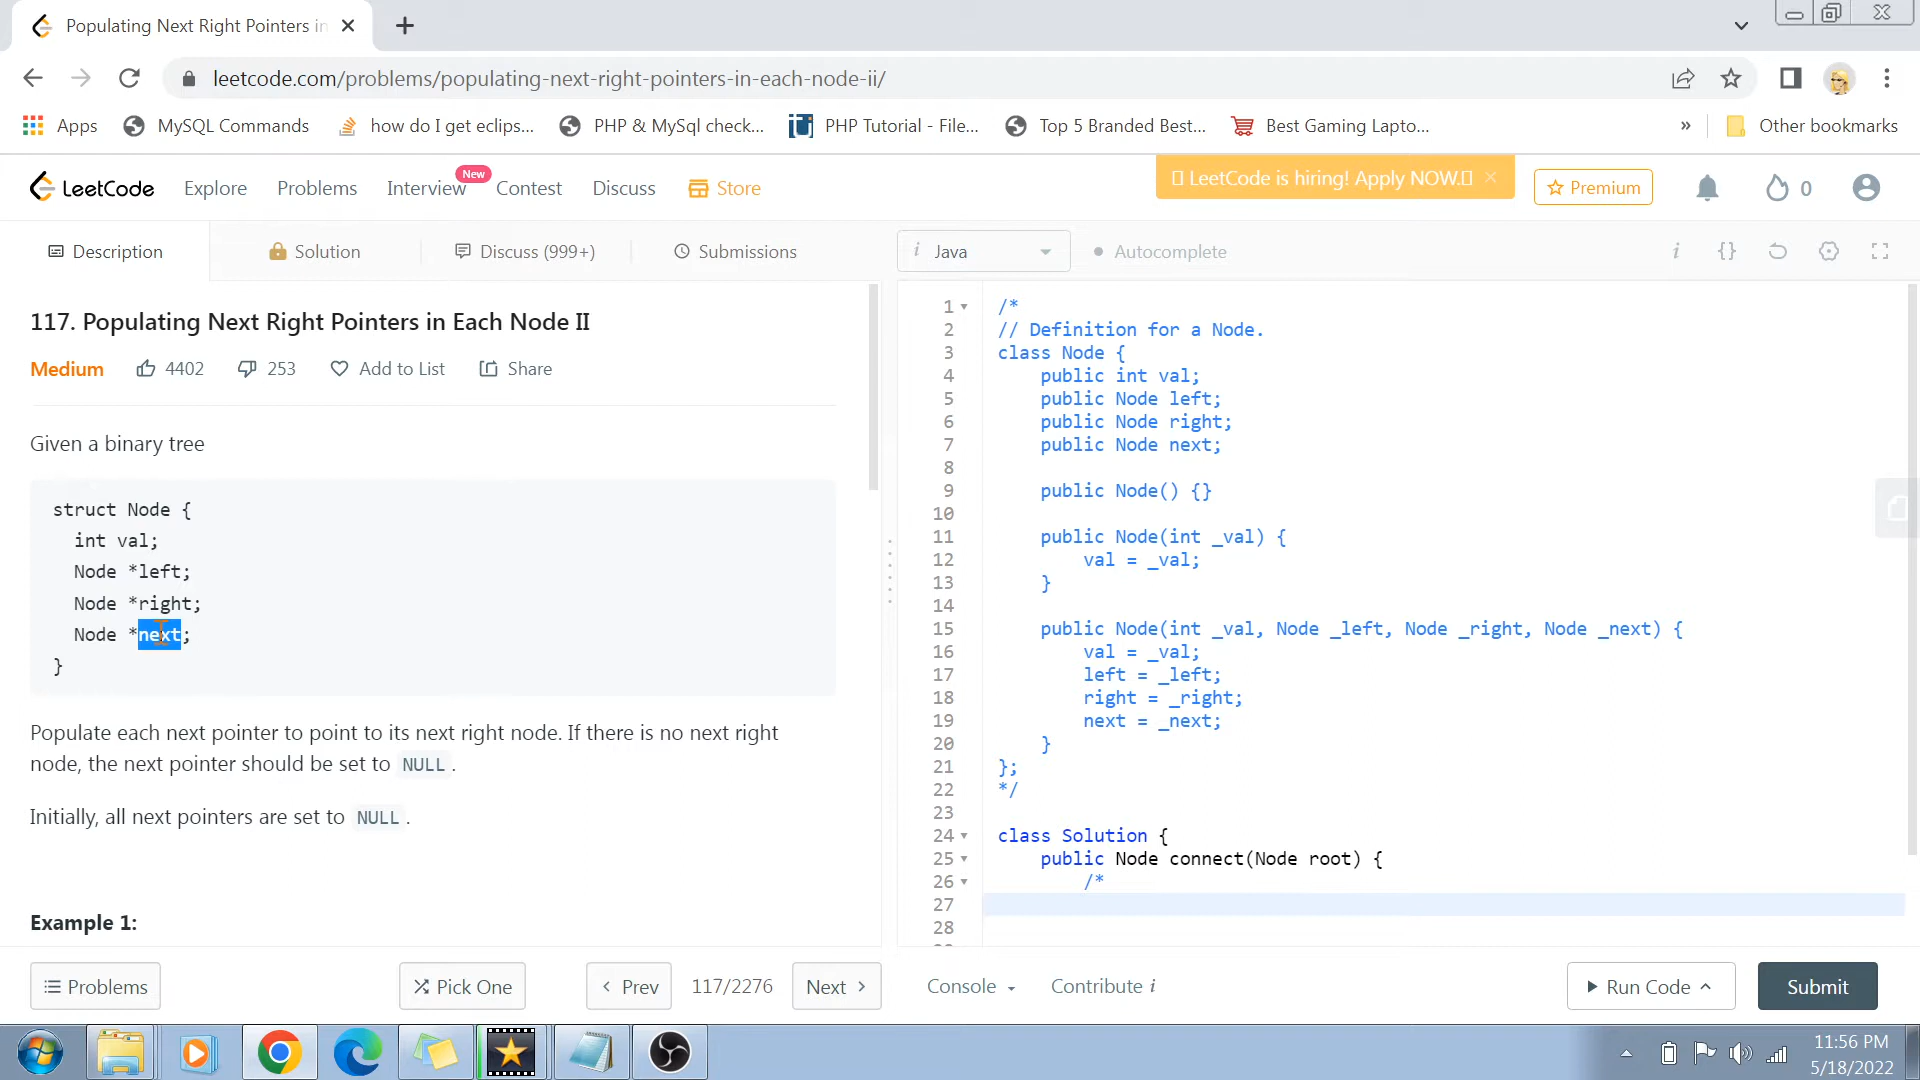 Populating Next Right Pointers in
leetcode.com/problems/populating-next-right-pointers-in-each-node-ii/
Apps
MySQL Commands
how do I get eclips...
PHP & MySql check...
PHP Tutorial - File...
Top 5 Branded Best...
Best Gaming Lapto...
»
Other bookmarks
LeetCode
Explore
Problems
Interview
New
Contest
Discuss
Store
LeetCode is hiring! Apply NOW.
Premium
0
Description
Solution
Discuss (999+)
Submissions
i Java
Autocomplete
i
{}
117. Populating Next Right Pointers in Each Node II
Medium
4402
253
Add to List
Share
Given a binary tree
struct Node {
int val;
Node *left;
Node *right;
Node *next;
}
Populate each next pointer to point to its next right node. If there is no next right
node, the next pointer should be set to NULL.
Initially, all next pointers are set to NULL.
Example 1:
1 /*
2 // Definition for a Node.
3 class Node {
4 public int val;
5 public Node left;
6 public Node right;
7 public Node next;
8
9 public Node() {}
10
11 public Node(int _val) {
12 val = _val;
13 }
14
15 public Node(int _val, Node _left, Node _right, Node _next) {
16 val = _val;
17 left = _left;
18 right = _right;
19 next = _next;
20 }
21 };
22 */
23
24 class Solution {
25 public Node connect(Node root) {
26 /*
27
28
Problems
Pick One
Prev
117/2276
Next
Console
Contribute i
Run Code
Submit
11:56 PM
5/18/2022